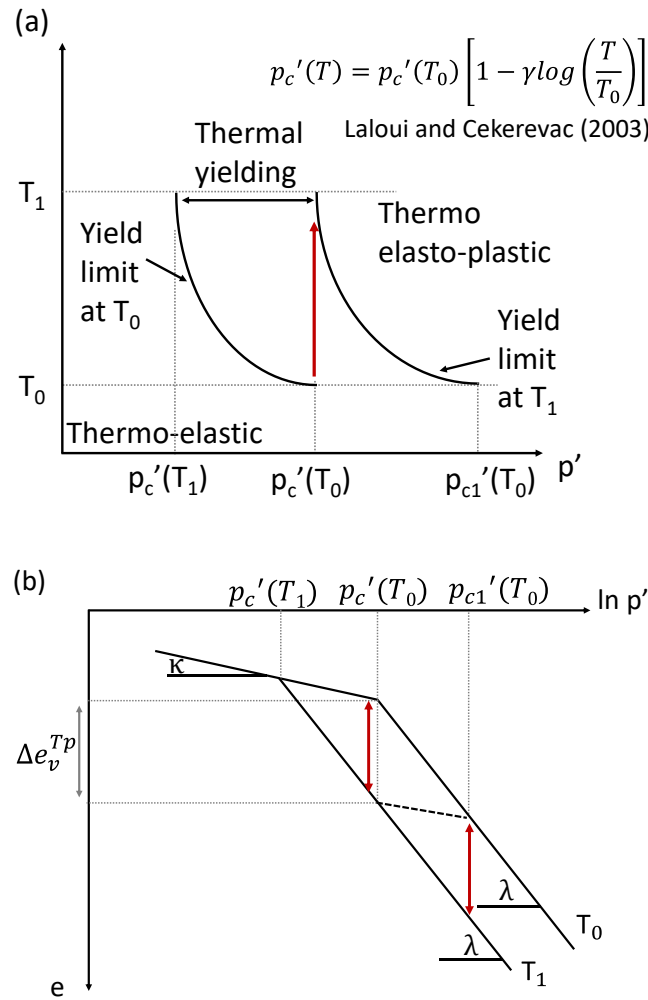 (a)
p_c'(T) = p_c'(T_0) [1 − γlog (T/T_0)]
Laloui and Cekerevac (2003)
Thermal
yielding
T_1
Thermo
elasto-plastic
Yield
limit
at T_0
Yield
limit
at T_1
T_0
Thermo-elastic
p_c'(T_1)
p_c'(T_0)
p_c1'(T_0)
p'
(b)
p_c'(T_1)
p_c'(T_0)
p_c1'(T_0)
ln p'
κ
Δe_v^Tp
λ
T_0
λ
T_1
e